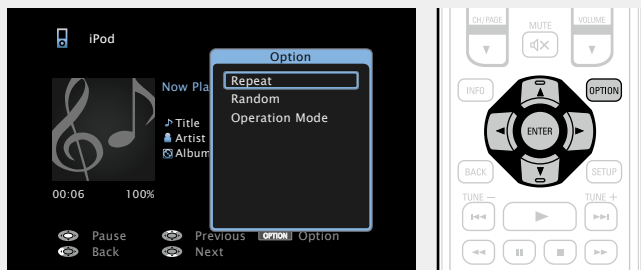 iPod
Option
Now Pla
Repeat
Random
Operation Mode
Title
Artist
Album
00:06 100%
Pause Previous OPTION Option
Back Next
CH/PAGE MUTE VOLUME
INFO OPTION
ENTER
BACK SETUP
TUNE − TUNE +